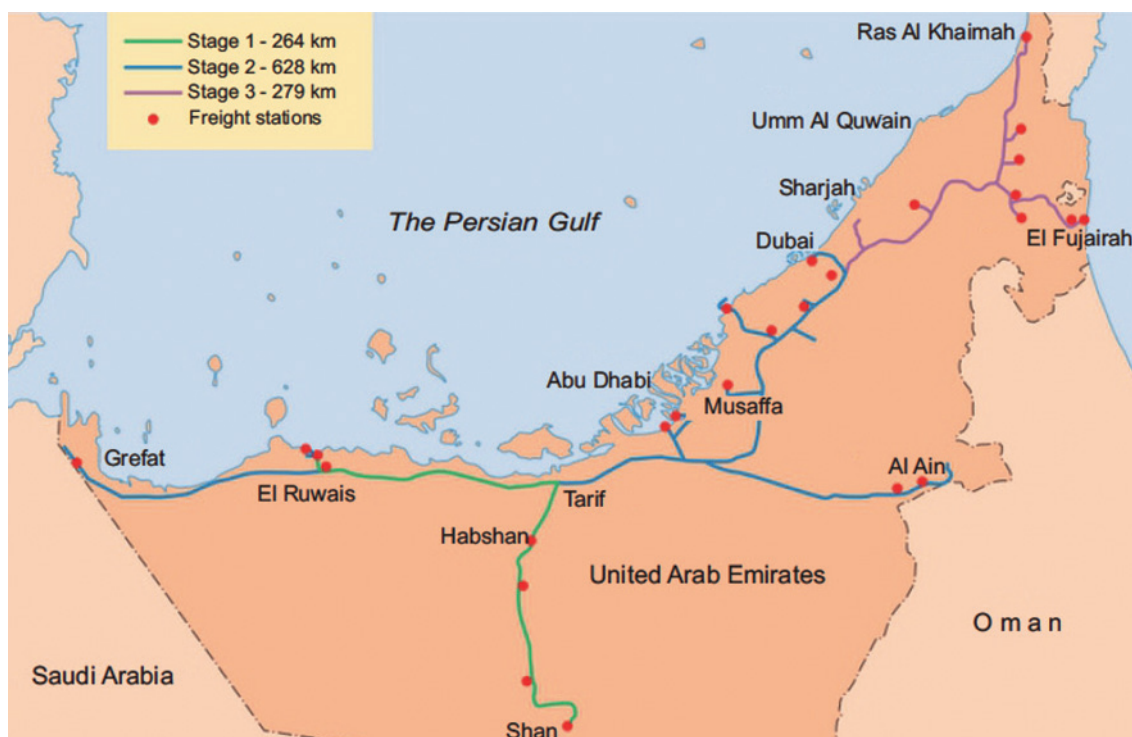 Stage 1 - 264 km
Stage 2 - 628 km
Stage 3 - 279 km
Freight stations
Ras Al Khaimah
Umm Al Quwain
Sharjah
The Persian Gulf
Dubai
El Fujairah
Abu Dhabi
Musaffa
Grefat
El Ruwais
Tarif
Al Ain
Habshan
United Arab Emirates
Oman
Saudi Arabia
Shan